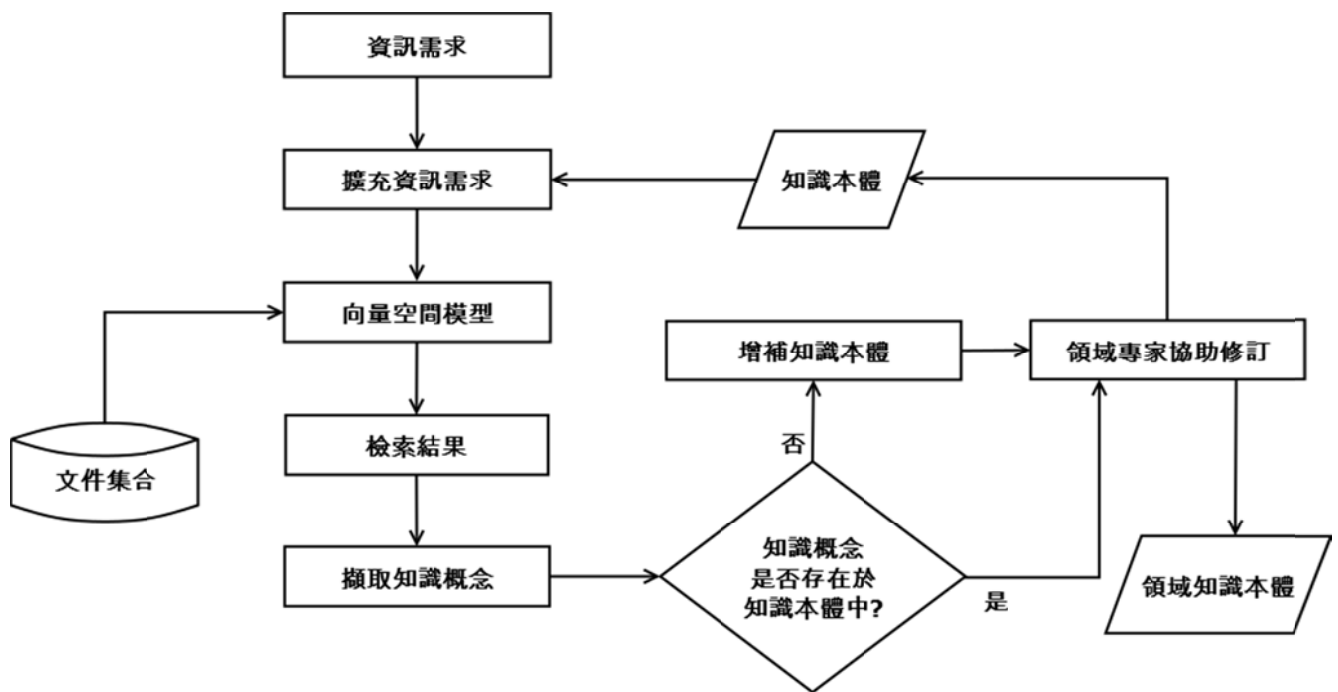 資訊需求
擴充資訊需求
知識本體
向量空間模型
增補知識本體
領域專家協助修訂
檢索結果
否
文件集合
知識概念
是否存在於
知識本體中?
擷取知識概念
是
領域知識本體